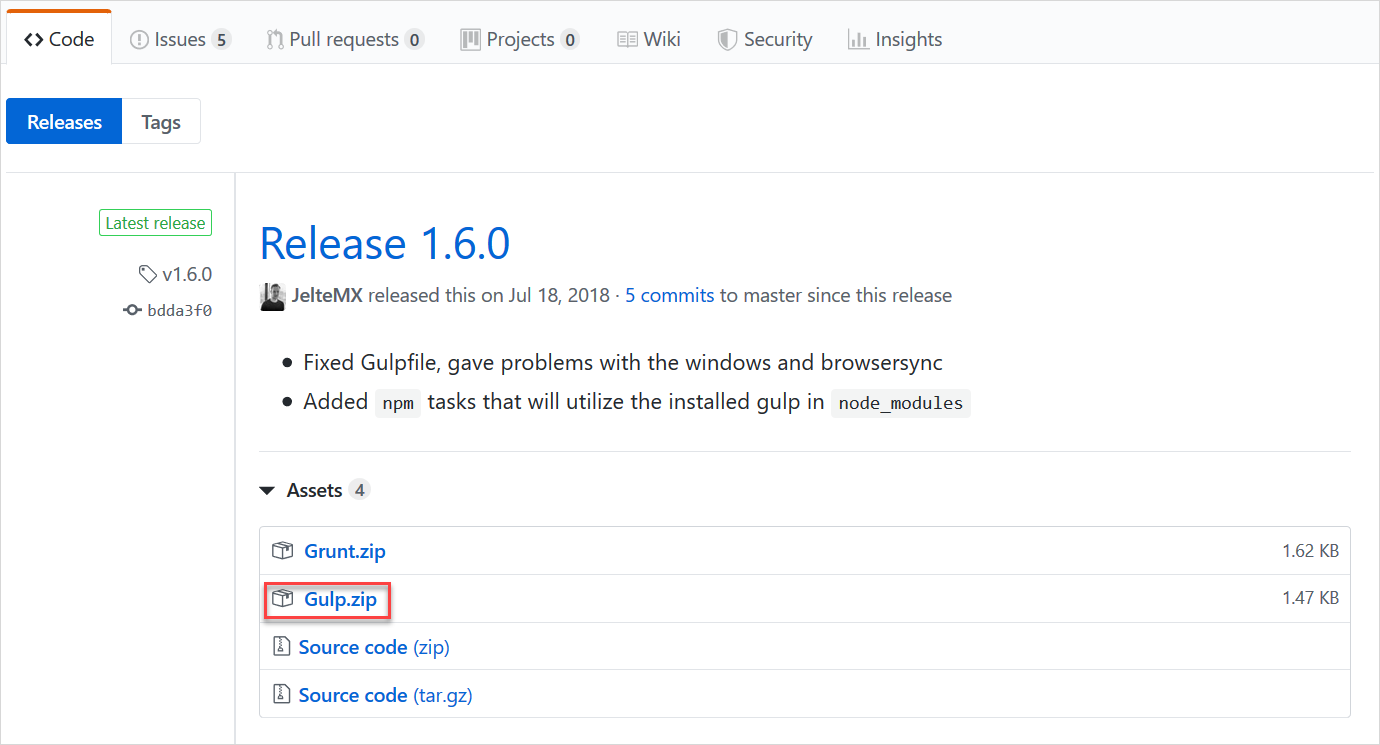 Code Issues 5 Pull requests 0 Projects 0 Wiki Security Insights
Releases Tags
Latest release
v1.6.0
bdda3f0
Release 1.6.0
JelteMX released this on Jul 18, 2018 · 5 commits to master since this release
• Fixed Gulpfile, gave problems with the windows and browsersync
• Added npm tasks that will utilize the installed gulp in node_modules
Assets 4
Grunt.zip 1.62 KB
Gulp.zip 1.47 KB
Source code (zip)
Source code (tar.gz)